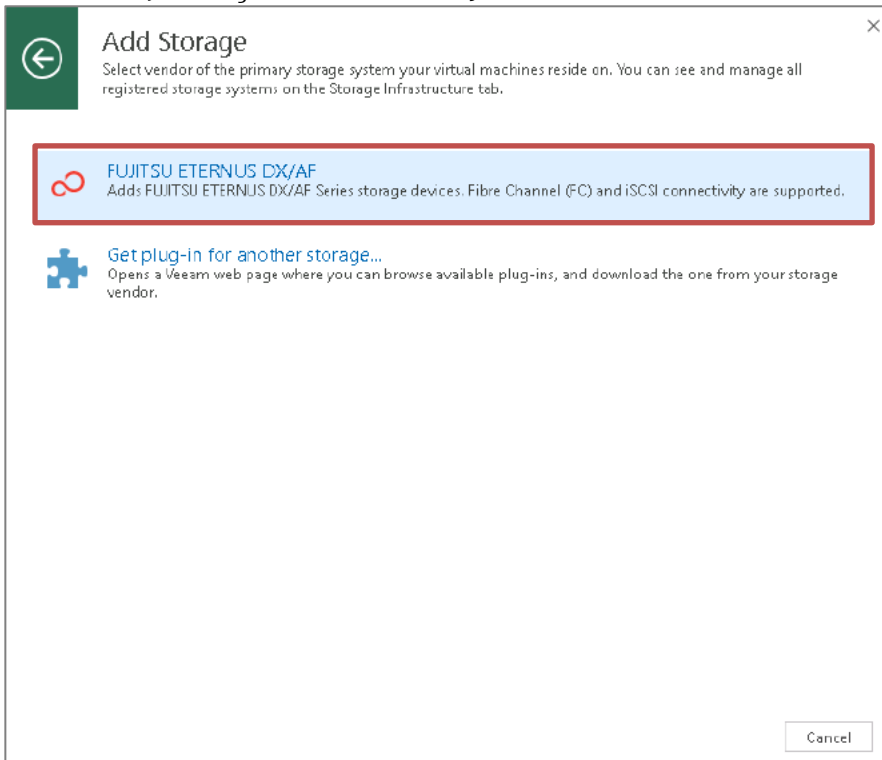 Add Storage
Select vendor of the primary storage system your virtual machines reside on. You can see and manage all
registered storage systems on the Storage Infrastructure tab.
FUJITSU ETERNUS DX/AF
Adds FUJITSU ETERNUS DX/AF Series storage devices. Fibre Channel (FC) and iSCSI connectivity are supported.
Get plug-in for another storage...
Opens a Veeam web page where you can browse available plug-ins, and download the one from your storage
vendor.
Cancel